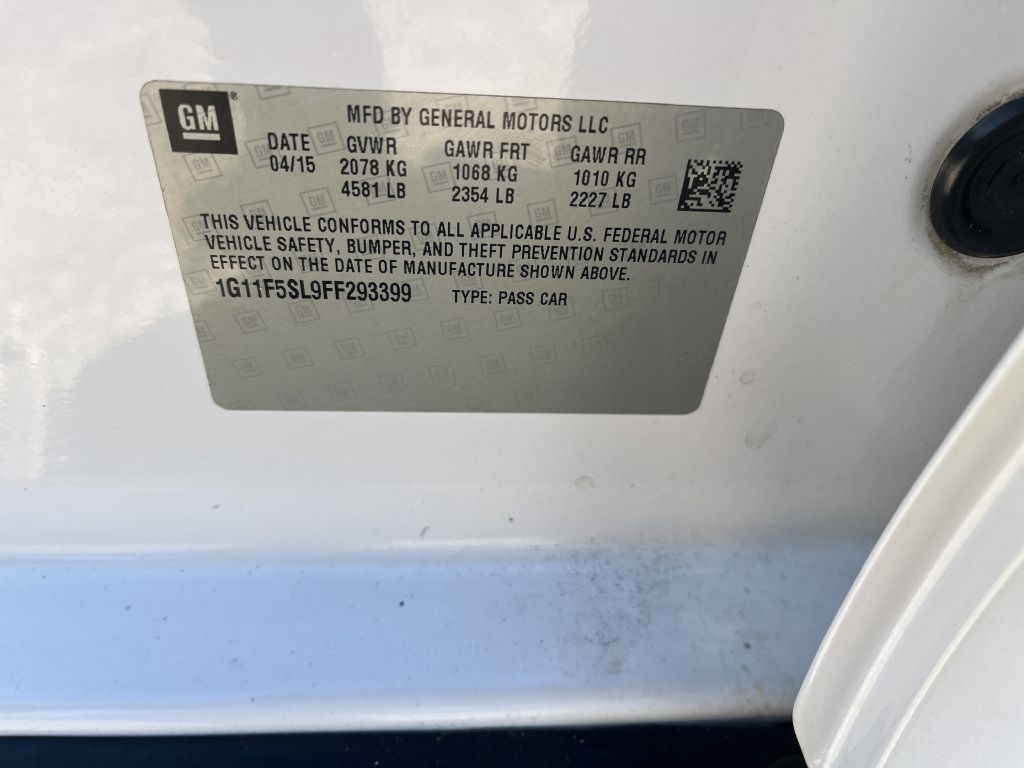 GM®
MFD BY GENERAL MOTORS LLC
DATE GVWR GAWR FRT GAWR RR
04/15 2078 KG 1068 KG 1010 KG
4581 LB 2354 LB 2227 LB
THIS VEHICLE CONFORMS TO ALL APPLICABLE U.S. FEDERAL MOTOR
VEHICLE SAFETY, BUMPER, AND THEFT PREVENTION STANDARDS IN
EFFECT ON THE DATE OF MANUFACTURE SHOWN ABOVE.
1G11F5SL9FF293399 TYPE: PASS CAR